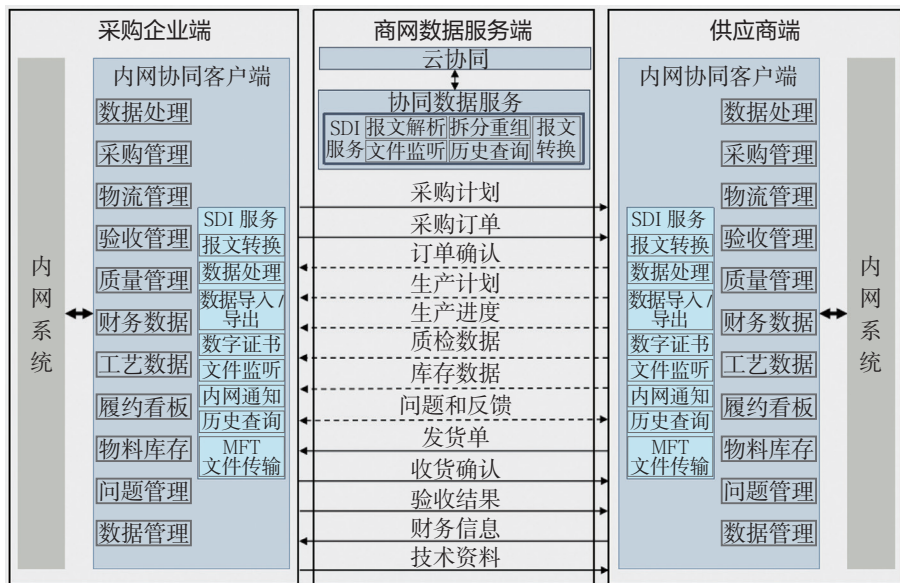 采购企业端
商网数据服务端
供应商端
内网系统
内网协同客户端
数据处理
采购管理
物流管理
验收管理
质量管理
财务数据
工艺数据
履约看板
物料库存
问题管理
数据管理
SDI 服务
报文转换
数据处理
数据导入 /
导出
数字证书
文件监听
内网通知
历史查询
MFT
文件传输
云协同
协同数据服务
SDI
服务
报文解析
拆分重组
文件监听
历史查询
报文
转换
采购计划
采购订单
订单确认
生产计划
生产进度
质检数据
库存数据
问题和反馈
发货单
收货确认
验收结果
财务信息
技术资料
内网协同客户端
SDI 服务
报文转换
数据处理
数据导入 /
导出
数字证书
文件监听
内网通知
历史查询
MFT
文件传输
数据处理
采购管理
物流管理
验收管理
质量管理
财务数据
工艺数据
履约看板
物料库存
问题管理
数据管理
内网系统